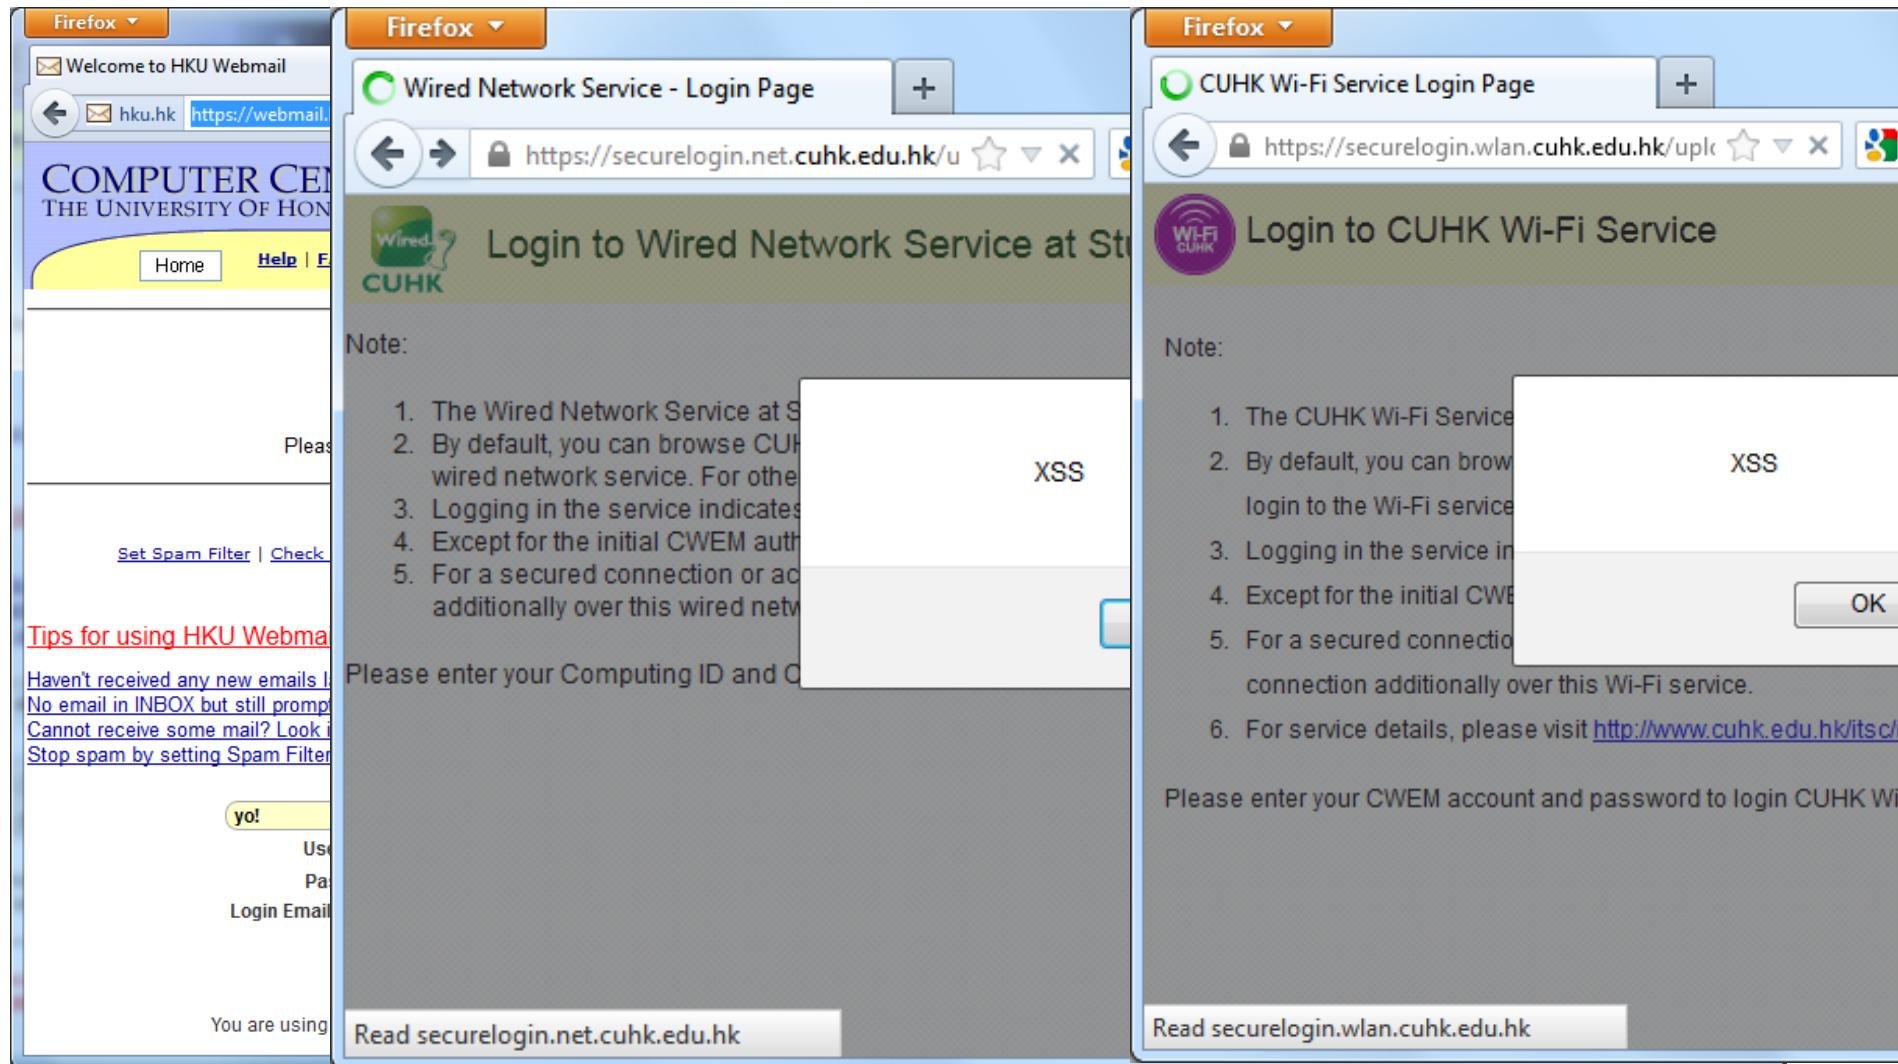 Firefox
Welcome to HKU Webmail
hku.hk https://webmail.
COMPUTER CEN
THE UNIVERSITY OF HON
Home Help | F
Pleas
Set Spam Filter | Check
Tips for using HKU Webmai
Haven't received any new emails l
No email in INBOX but still promp
Cannot receive some mail? Look i
Stop spam by setting Spam Filter
yo!
Use
Pas
Login Email
You are using
Firefox
Wired Network Service - Login Page
https://securelogin.net.cuhk.edu.hk/u
Wired
CUHK
Login to Wired Network Service at Stu
Note:
1. The Wired Network Service at S
2. By default, you can browse CUH
wired network service. For othe
3. Logging in the service indicates
4. Except for the initial CWEM auth
5. For a secured connection or ac
additionally over this wired netw
Please enter your Computing ID and C
XSS
Read securelogin.net.cuhk.edu.hk
Firefox
CUHK Wi-Fi Service Login Page
https://securelogin.wlan.cuhk.edu.hk/uplo
Wi-Fi
CUHK
Login to CUHK Wi-Fi Service
Note:
1. The CUHK Wi-Fi Service
2. By default, you can brow
login to the Wi-Fi service
3. Logging in the service in
4. Except for the initial CWE
5. For a secured connectio
connection additionally over this Wi-Fi service.
6. For service details, please visit http://www.cuhk.edu.hk/itsc/
Please enter your CWEM account and password to login CUHK Wi
XSS
OK
Read securelogin.wlan.cuhk.edu.hk